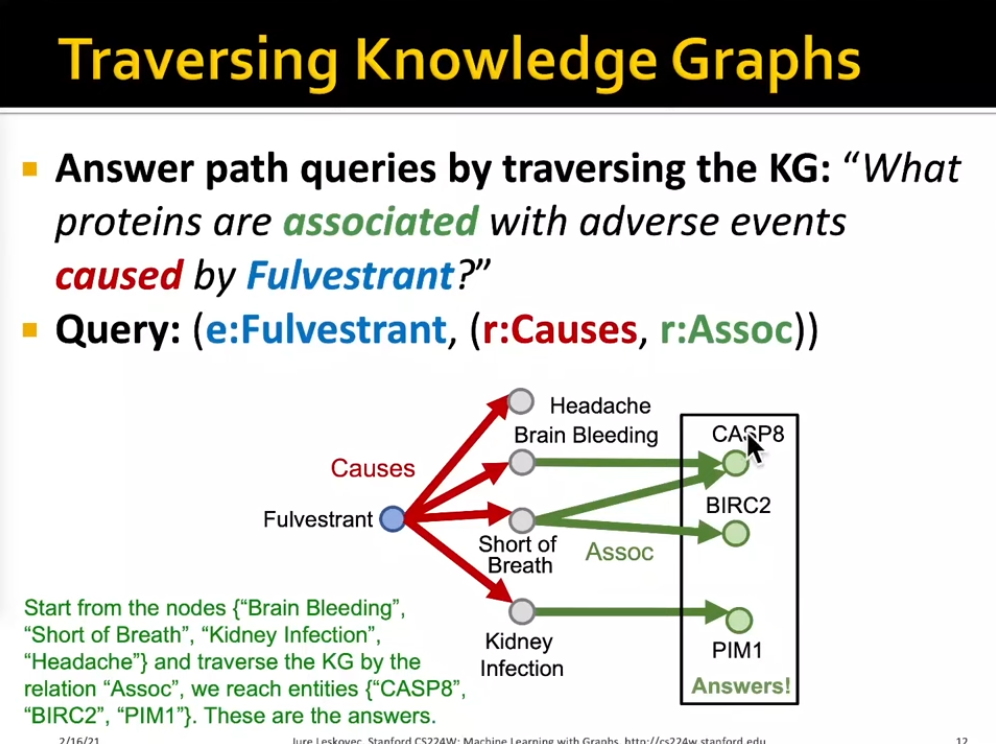 Traversing Knowledge Graphs
Answer path queries by traversing the KG: “What
proteins are associated with adverse events
caused by Fulvestrant?”
Query: (e:Fulvestrant, (r:Causes, r:Assoc))
Headache
Brain Bleeding
CASP8
Causes
BIRC2
Fulvestrant
Short of
Breath
Assoc
Kidney
Infection
PIM1
Answers!
Start from the nodes {“Brain Bleeding”,
“Short of Breath”, “Kidney Infection”,
“Headache”} and traverse the KG by the
relation “Assoc”, we reach entities {“CASP8”,
“BIRC2”, “PIM1”}. These are the answers.
2/16/21
Jure Leskovec, Stanford CS224W: Machine Learning with Graphs, http://cs224w.stanford.edu
12